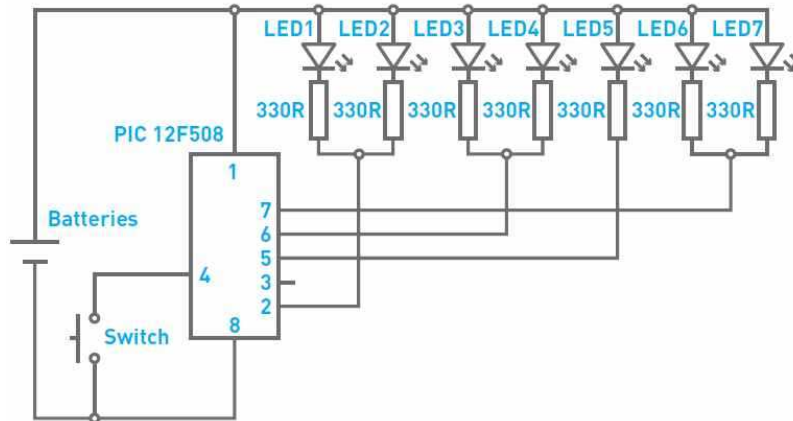 LED1 LED2 LED3 LED4 LED5 LED6 LED7
330R 330R 330R 330R 330R 330R 330R
PIC 12F508
1
7
Batteries
6
5
4
3
2
8
Switch